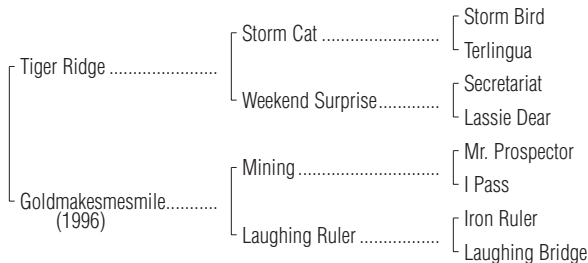 Storm Bird
Storm Cat ........................
Terlingua
Tiger Ridge ......................
Secretariat
Weekend Surprise.............
Lassie Dear
Mr. Prospector
Mining .............................
I Pass
Goldmakesmesmile..........
(1996)
Iron Ruler
Laughing Ruler ................
Laughing Bridge